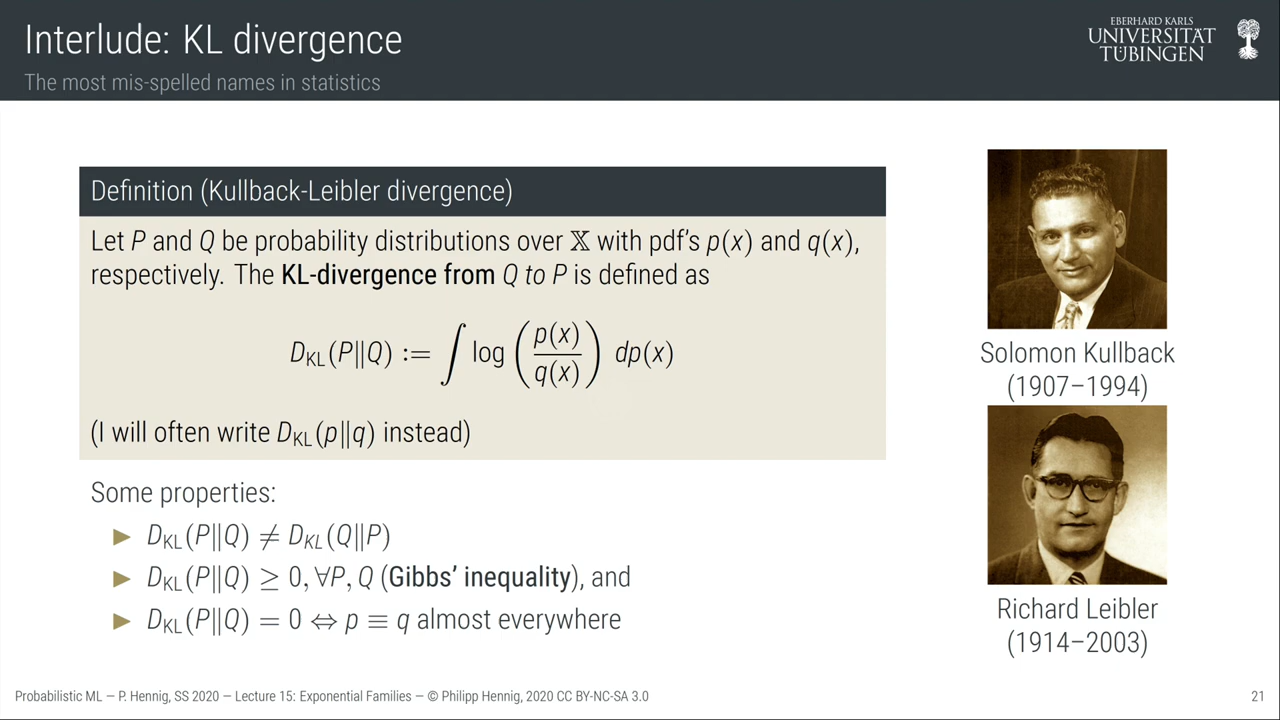 Interlude: KL divergence
The most mis-spelled names in statistics
EBERHARD KARLS
UNIVERSITÄT
TÜBINGEN
Definition (Kullback-Leibler divergence)
Let P and Q be probability distributions over 𝕏 with pdf's p(x) and q(x),
respectively. The KL-divergence from Q to P is defined as
D_KL(P‖Q) := ∫ log (p(x)/q(x)) dp(x)
(I will often write D_KL(p‖q) instead)
Some properties:
▶ D_KL(P‖Q) ≠ D_KL(Q‖P)
▶ D_KL(P‖Q) ≥ 0, ∀P, Q (Gibbs' inequality), and
▶ D_KL(P‖Q) = 0 ⇔ p ≡ q almost everywhere
Solomon Kullback
(1907–1994)
Richard Leibler
(1914–2003)
Probabilistic ML — P. Hennig, SS 2020 — Lecture 15: Exponential Families — © Philipp Hennig, 2020 CC BY-NC-SA 3.0
21